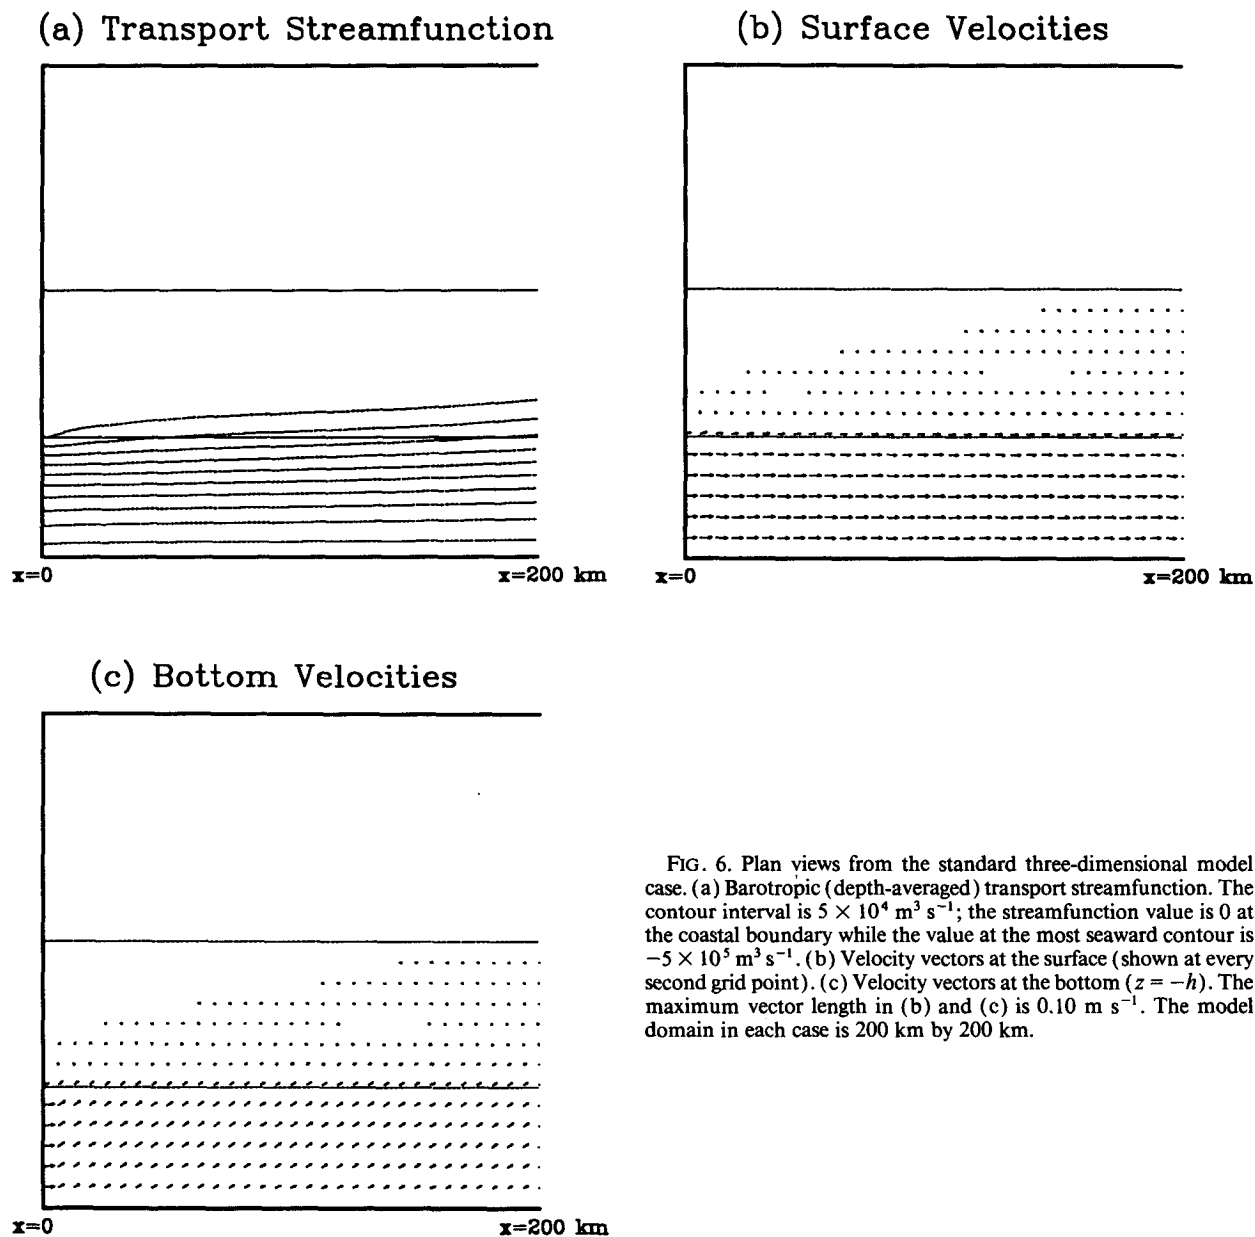 (a) Transport Streamfunction
(b) Surface Velocities
x=0
x=200 km
x=0
x=200 km
(c) Bottom Velocities
x=0
x=200 km
FIG. 6. Plan views from the standard three-dimensional model
case. (a) Barotropic (depth-averaged) transport streamfunction. The
contour interval is 5 × 10⁴ m³ s⁻¹; the streamfunction value is 0 at
the coastal boundary while the value at the most seaward contour is
−5 × 10⁵ m³ s⁻¹. (b) Velocity vectors at the surface (shown at every
second grid point). (c) Velocity vectors at the bottom (z = −h). The
maximum vector length in (b) and (c) is 0.10 m s⁻¹. The model
domain in each case is 200 km by 200 km.